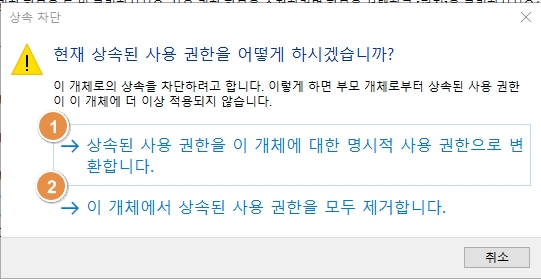 상속 차단
현재 상속된 사용 권한을 어떻게 하시겠습니까?
이 개체로의 상속을 차단하려고 합니다. 이렇게 하면 부모 개체로부터 상속된 사용 권한
이 이 개체에 더 이상 적용되지 않습니다.
1
상속된 사용 권한을 이 개체에 대한 명시적 사용 권한으로 변
환합니다.
2
이 개체에서 상속된 사용 권한을 모두 제거합니다.
취소